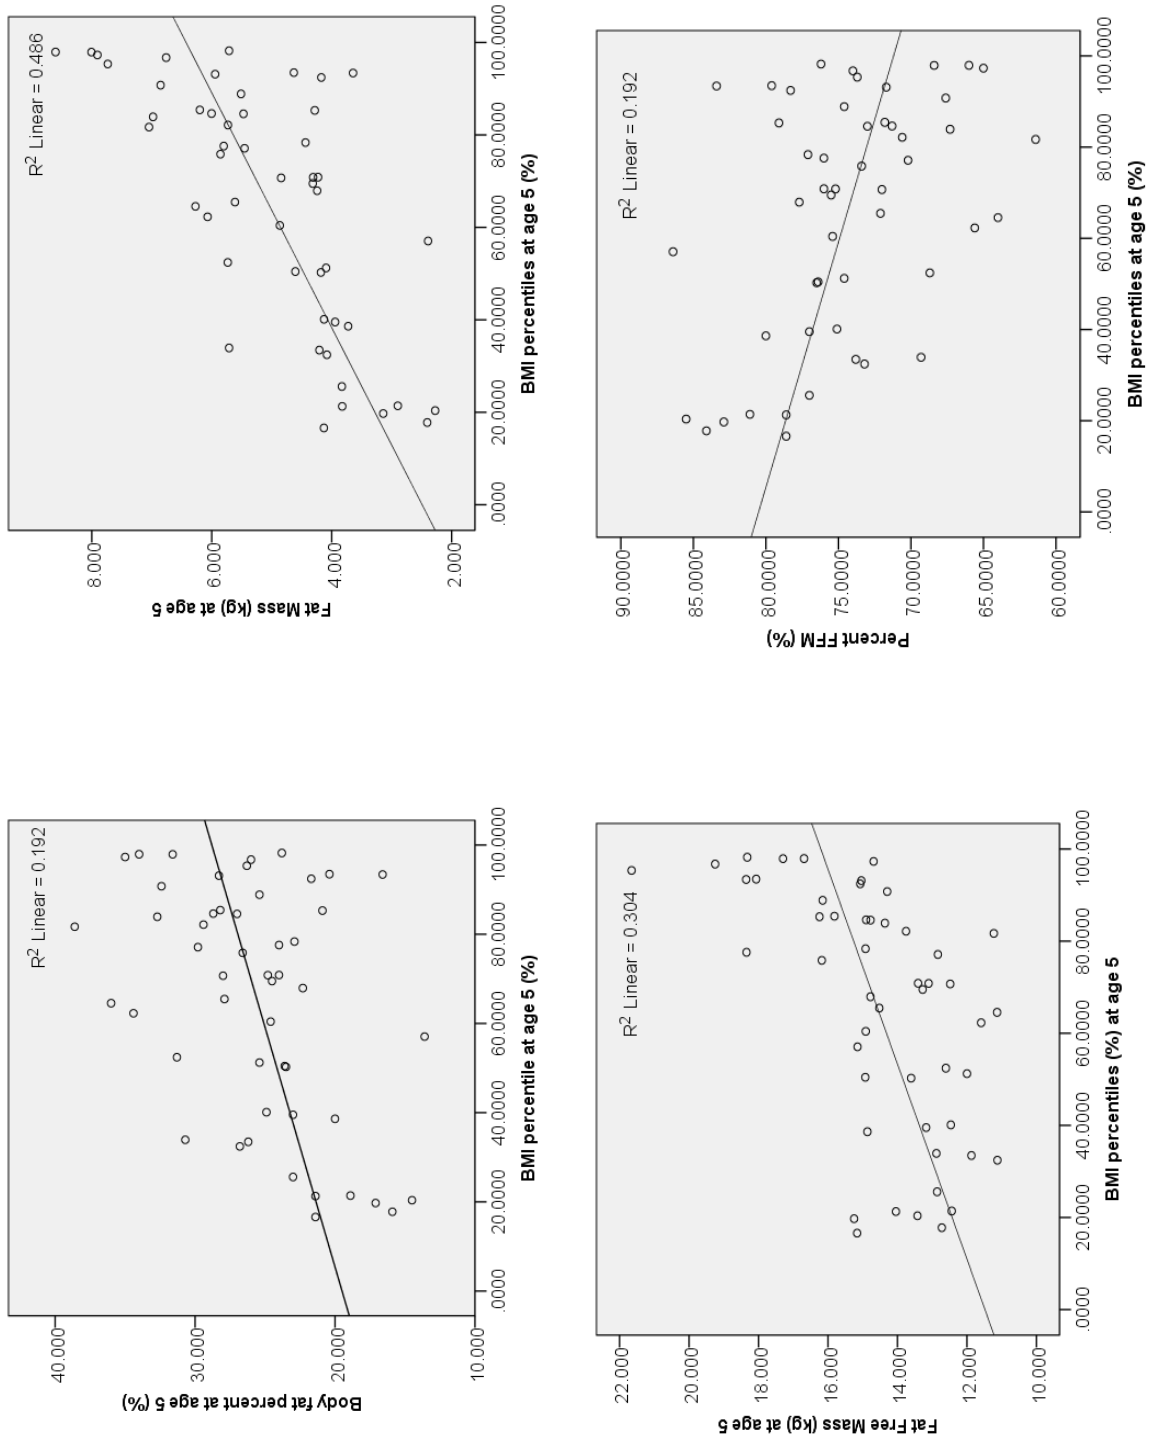 R² Linear = 0.192
Body fat percent at age 5 (%)
40.000
30.000
20.000
10.000
.0000 20.0000 40.0000 60.0000 80.0000 100.0000
BMI percentile at age 5 (%)
R² Linear = 0.486
Fat Mass (kg) at age 5
8.000
6.000
4.000
2.000
.0000 20.0000 40.0000 60.0000 80.0000 100.0000
BMI percentiles at age 5 (%)
R² Linear = 0.304
Fat Free Mass (kg) at age 5
22.000
20.000
18.000
16.000
14.000
12.000
10.000
.0000 20.0000 40.0000 60.0000 80.0000 100.0000
BMI percentiles (%) at age 5
R² Linear = 0.192
Percent FFM (%)
90.0000
85.0000
80.0000
75.0000
70.0000
65.0000
60.0000
.0000 20.0000 40.0000 60.0000 80.0000 100.0000
BMI percentiles at age 5 (%)